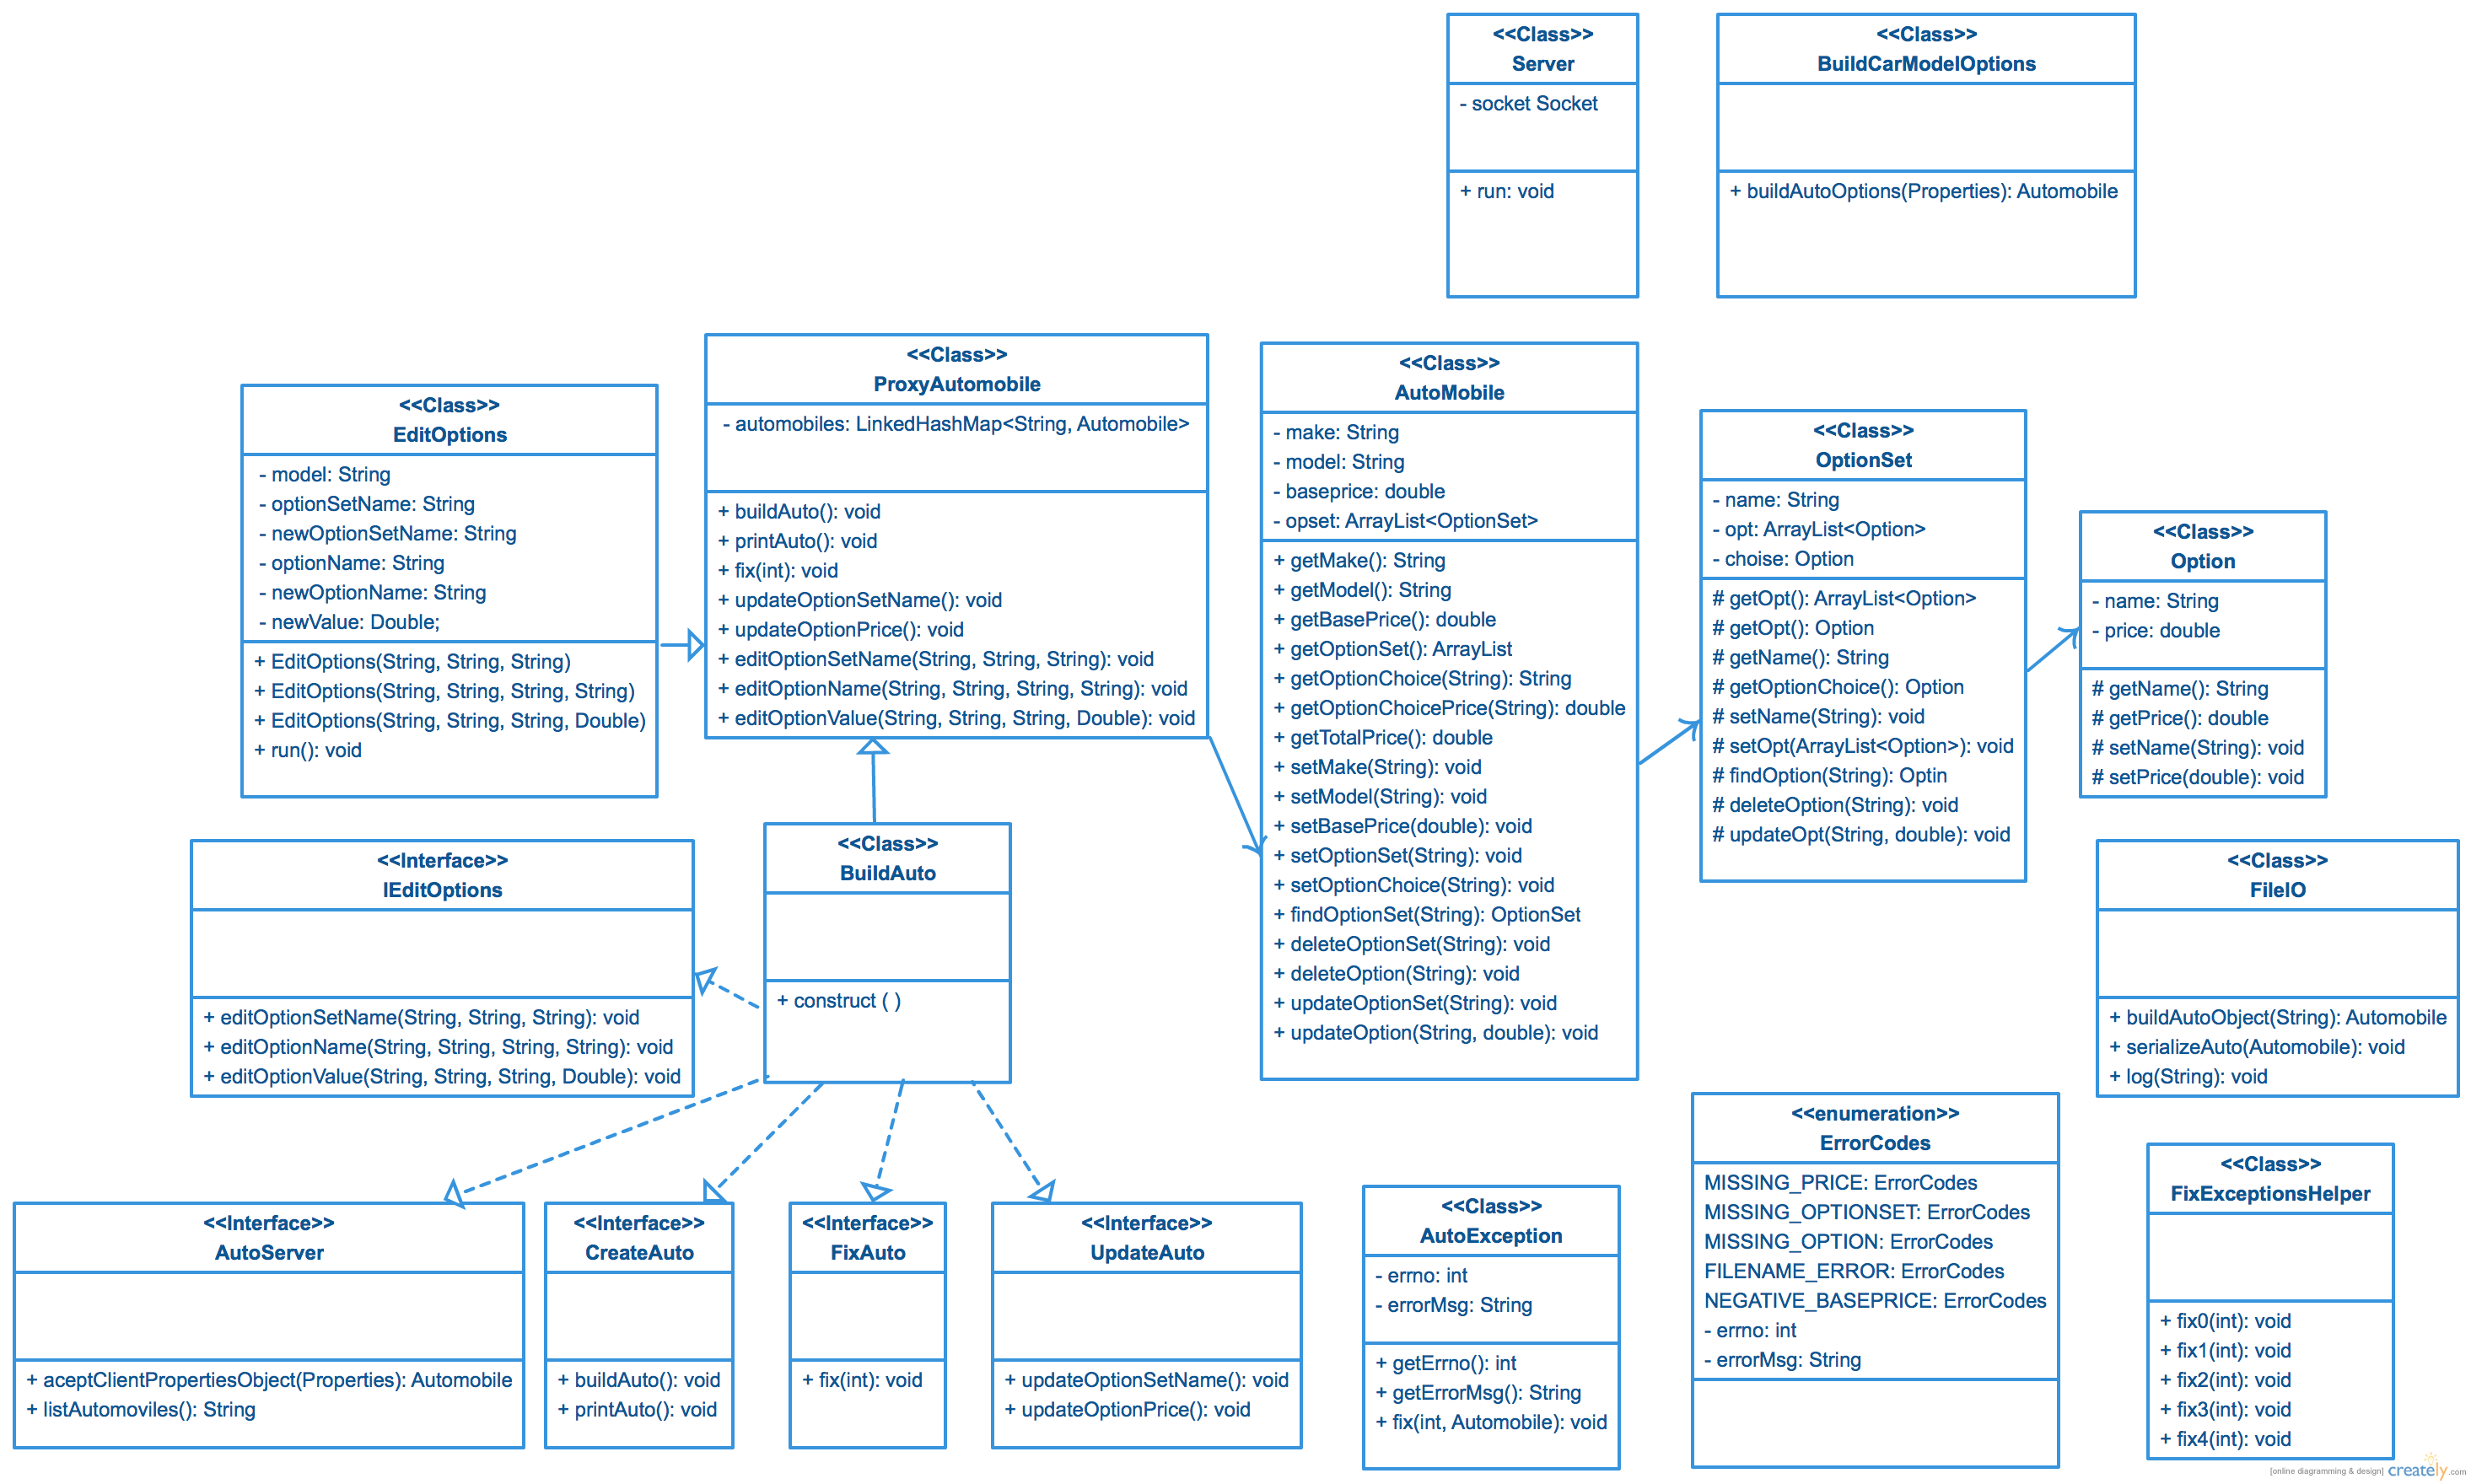 <<Class>>
Server
- socket Socket
+ run: void
<<Class>>
BuildCarModelOptions
+ buildAutoOptions(Properties): Automobile
<<Class>>
EditOptions
- model: String
- optionSetName: String
- newOptionSetName: String
- optionName: String
- newOptionName: String
- newValue: Double;
+ EditOptions(String, String, String)
+ EditOptions(String, String, String, String)
+ EditOptions(String, String, String, Double)
+ run(): void
<<Class>>
ProxyAutomobile
- automobiles: LinkedHashMap<String, Automobile>
+ buildAuto(): void
+ printAuto(): void
+ fix(int): void
+ updateOptionSetName(): void
+ updateOptionPrice(): void
+ editOptionSetName(String, String, String): void
+ editOptionName(String, String, String, String): void
+ editOptionValue(String, String, String, Double): void
<<Class>>
AutoMobile
- make: String
- model: String
- baseprice: double
- opset: ArrayList<OptionSet>
+ getMake(): String
+ getModel(): String
+ getBasePrice(): double
+ getOptionSet(): ArrayList
+ getOptionChoice(String): String
+ getOptionChoicePrice(String): double
+ getTotalPrice(): double
+ setMake(String): void
+ setModel(String): void
+ setBasePrice(double): void
+ setOptionSet(String): void
+ setOptionChoice(String): void
+ findOptionSet(String): OptionSet
+ deleteOptionSet(String): void
+ deleteOption(String): void
+ updateOptionSet(String): void
+ updateOption(String, double): void
<<Class>>
OptionSet
- name: String
- opt: ArrayList<Option>
- choise: Option
# getOpt(): ArrayList<Option>
# getOpt(): Option
# getName(): String
# getOptionChoice(): Option
# setName(String): void
# setOpt(ArrayList<Option>): void
# findOption(String): Optin
# deleteOption(String): void
# updateOpt(String, double): void
<<Class>>
Option
- name: String
- price: double
# getName(): String
# getPrice(): double
# setName(String): void
# setPrice(double): void
<<Interface>>
IEditOptions
+ editOptionSetName(String, String, String): void
+ editOptionName(String, String, String, String): void
+ editOptionValue(String, String, String, Double): void
<<Class>>
BuildAuto
+ construct ( )
<<Class>>
FileIO
+ buildAutoObject(String): Automobile
+ serializeAuto(Automobile): void
+ log(String): void
<<Interface>>
AutoServer
+ aceptClientPropertiesObject(Properties): Automobile
+ listAutomoviles(): String
<<Interface>>
CreateAuto
+ buildAuto(): void
+ printAuto(): void
<<Interface>>
FixAuto
+ fix(int): void
<<Interface>>
UpdateAuto
+ updateOptionSetName(): void
+ updateOptionPrice(): void
<<Class>>
AutoException
- errno: int
- errorMsg: String
+ getErrno(): int
+ getErrorMsg(): String
+ fix(int, Automobile): void
<<enumeration>>
ErrorCodes
MISSING_PRICE: ErrorCodes
MISSING_OPTIONSET: ErrorCodes
MISSING_OPTION: ErrorCodes
FILENAME_ERROR: ErrorCodes
NEGATIVE_BASEPRICE: ErrorCodes
- errno: int
- errorMsg: String
<<Class>>
FixExceptionsHelper
+ fix0(int): void
+ fix1(int): void
+ fix2(int): void
+ fix3(int): void
+ fix4(int): void
[online diagramming & design] creately.com